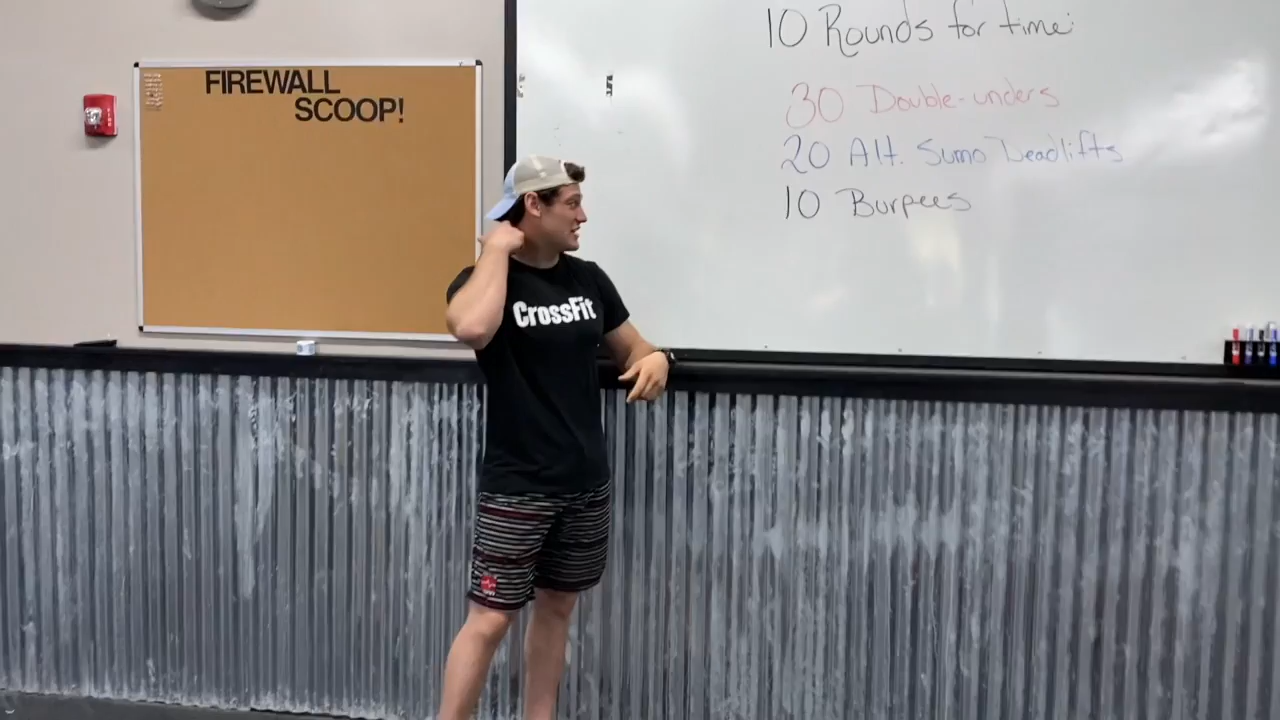 FIREWALL
SCOOP!
10 Rounds for time:
30 Double-unders
20 Alt. Sumo Deadlifts
10 Burpees
CrossFit